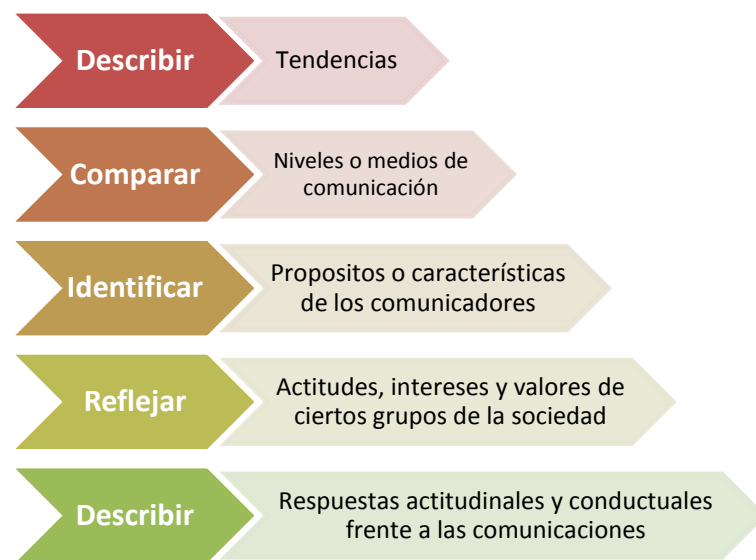 Describir
Tendencias
Comparar
Niveles o medios de
comunicación
Identificar
Propositos o característicias
de los comunicadores
Reflejar
Actitudes, intereses y valores de
ciertos grupos de la sociedad
Describir
Respuestas actitudinales y conductuales
frente a las comunicaciones